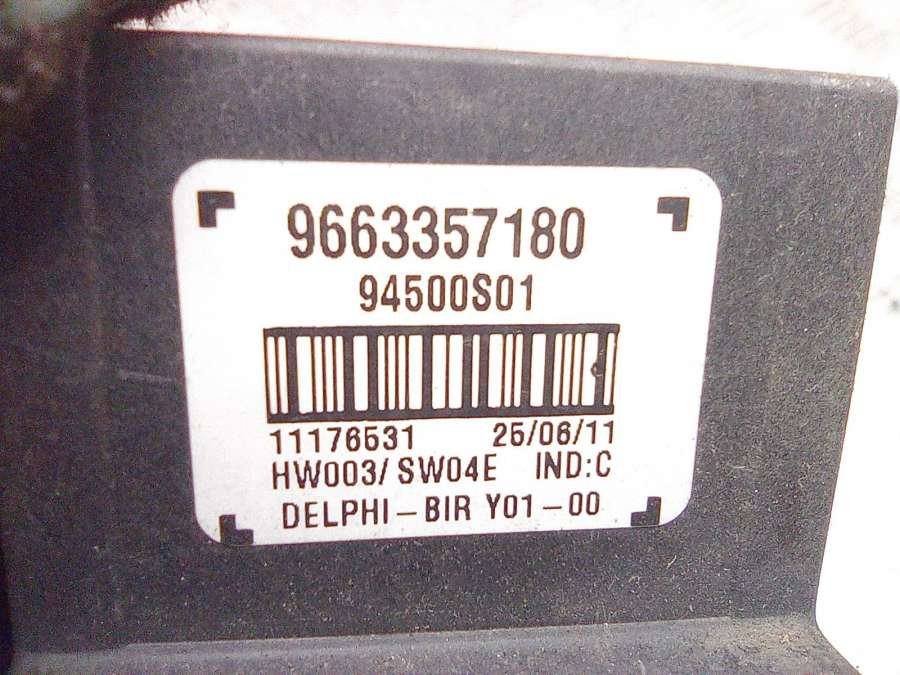 9663357180
94500S01
11176531 25/06/11
HW003/ SW04E IND:C
DELPHI-BIR Y01-00